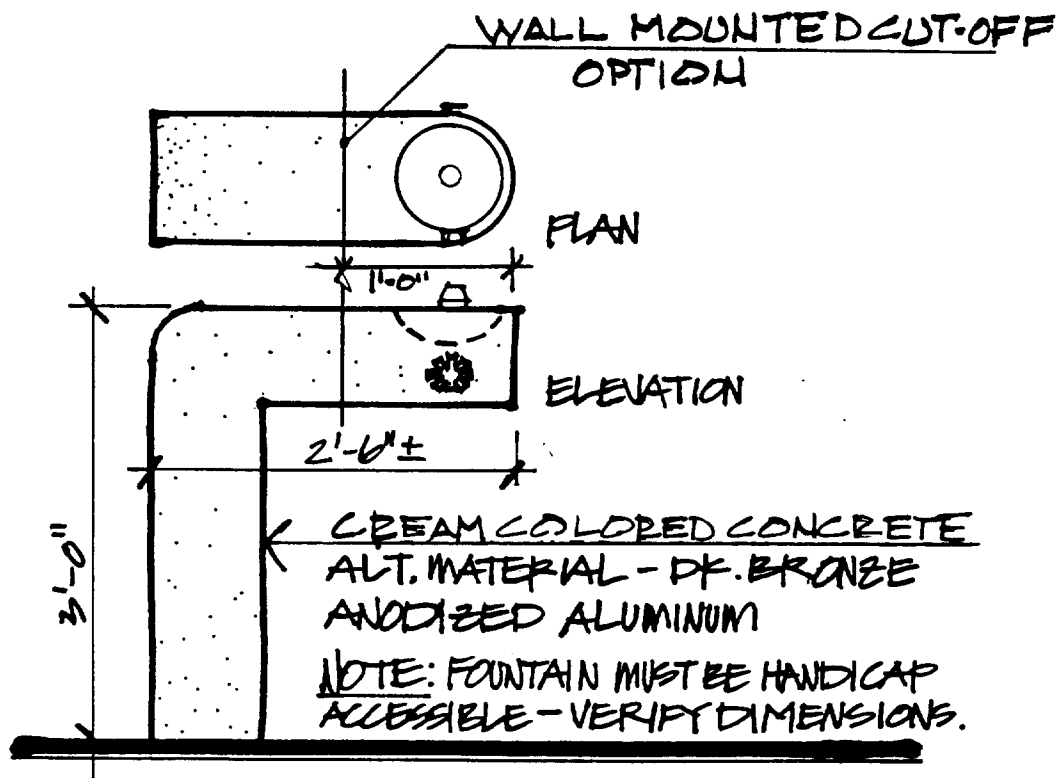 WALL MOUNTED CUT-OFF
OPTION
PLAN
1'-0"
ELEVATION
2'-6"±
3'-0"
CREAM COLORED CONCRETE
ALT. MATERIAL - DK. BRONZE
ANODIZED ALUMINUM
NOTE: FOUNTAIN MUST BE HANDICAP
ACCESSIBLE - VERIFY DIMENSIONS.